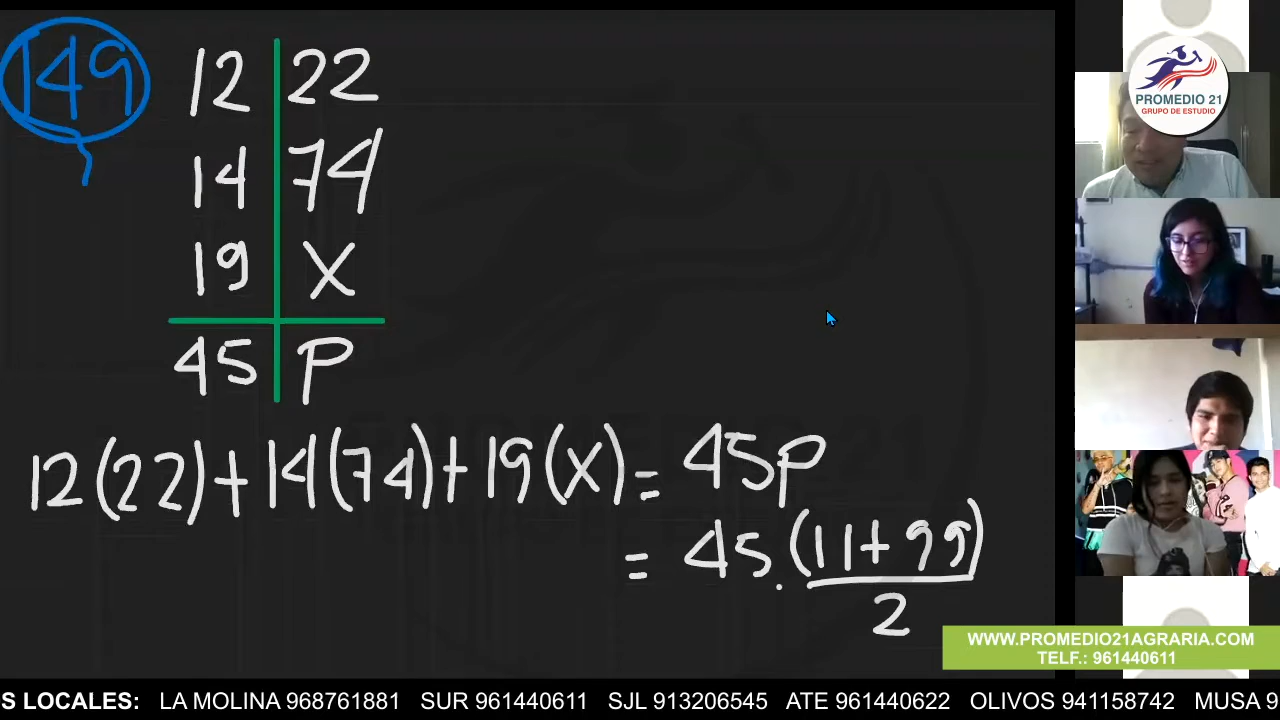 149
12 22
14 74
19 X
45 P
12(22)+14(74)+19(X)=45P
=45.(11+99)
2
PROMEDIO 21
GRUPO DE ESTUDIO
WWW.PROMEDIO21AGRARIA.COM
TELF.: 961440611
S LOCALES: LA MOLINA 968761881 SUR 961440611 SJL 913206545 ATE 961440622 OLIVOS 941158742 MUSA 9